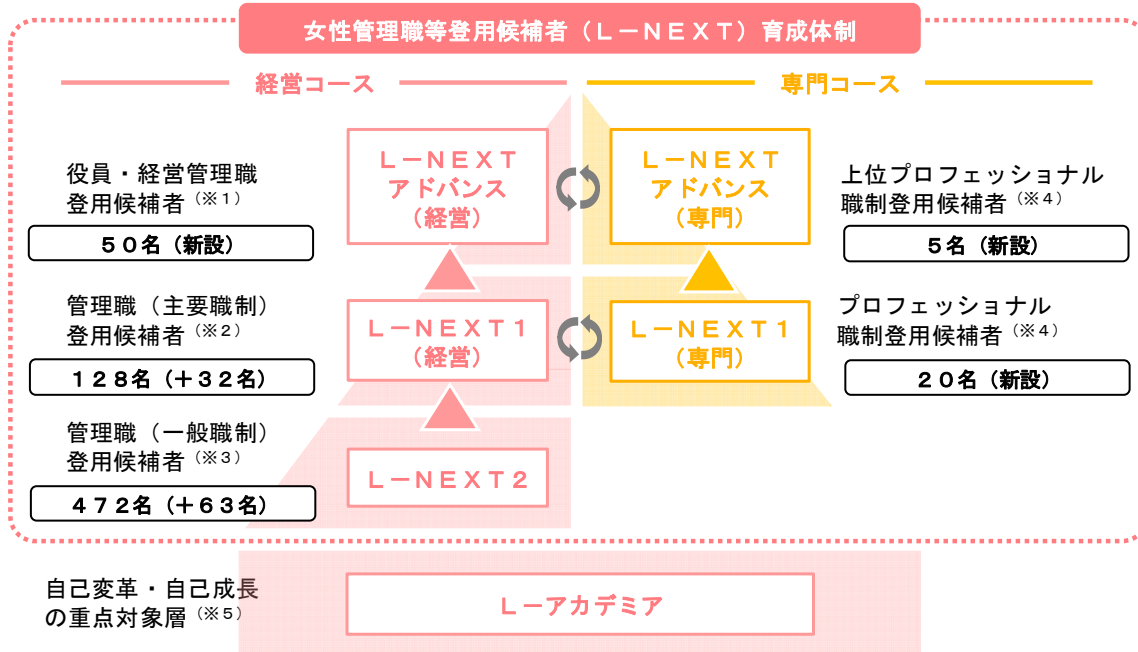 女性管理職等登用候補者（Ｌ－ＮＥＸＴ）育成体制
経営コース
専門コース
役員・経営管理職
登用候補者（※１）
５０名（新設）
Ｌ－ＮＥＸＴ
アドバンス
（経営）
Ｌ－ＮＥＸＴ
アドバンス
（専門）
上位プロフェッショナル
職制登用候補者（※４）
５名（新設）
管理職（主要職制）
登用候補者（※２）
１２８名（＋３２名）
Ｌ－ＮＥＸＴ１
（経営）
Ｌ－ＮＥＸＴ１
（専門）
プロフェッショナル
職制登用候補者（※４）
２０名（新設）
管理職（一般職制）
登用候補者（※３）
４７２名（＋６３名）
Ｌ－ＮＥＸＴ２
自己変革・自己成長
の重点対象層（※５）
Ｌ－アカデミア